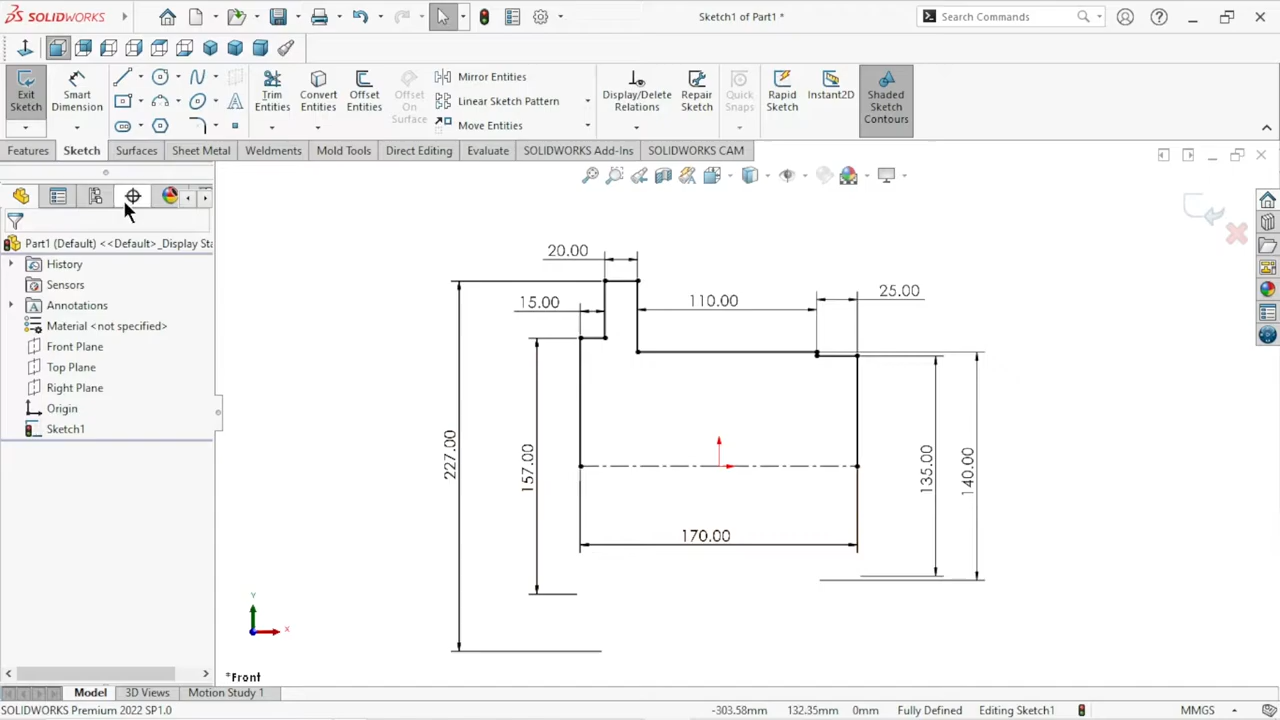 SOLIDWORKS
Sketch1 of Part1 *
Search Commands
Exit Sketch
Smart Dimension
Trim Entities
Convert Entities
Offset Entities
Offset On Surface
Mirror Entities
Linear Sketch Pattern
Move Entities
Display/Delete Relations
Repair Sketch
Quick Snaps
Rapid Sketch
Instant2D
Shaded Sketch Contours
Features
Sketch
Surfaces
Sheet Metal
Weldments
Mold Tools
Direct Editing
Evaluate
SOLIDWORKS Add-Ins
SOLIDWORKS CAM
Part1 (Default) <<Default>_Display Sta
History
Sensors
Annotations
Material <not specified>
Front Plane
Top Plane
Right Plane
Origin
Sketch1
20.00
15.00
110.00
25.00
227.00
157.00
135.00
140.00
170.00
Y
X
*Front
Model
3D Views
Motion Study 1
SOLIDWORKS Premium 2022 SP1.0
-303.58mm
132.35mm
0mm
Fully Defined
Editing Sketch1
MMGS